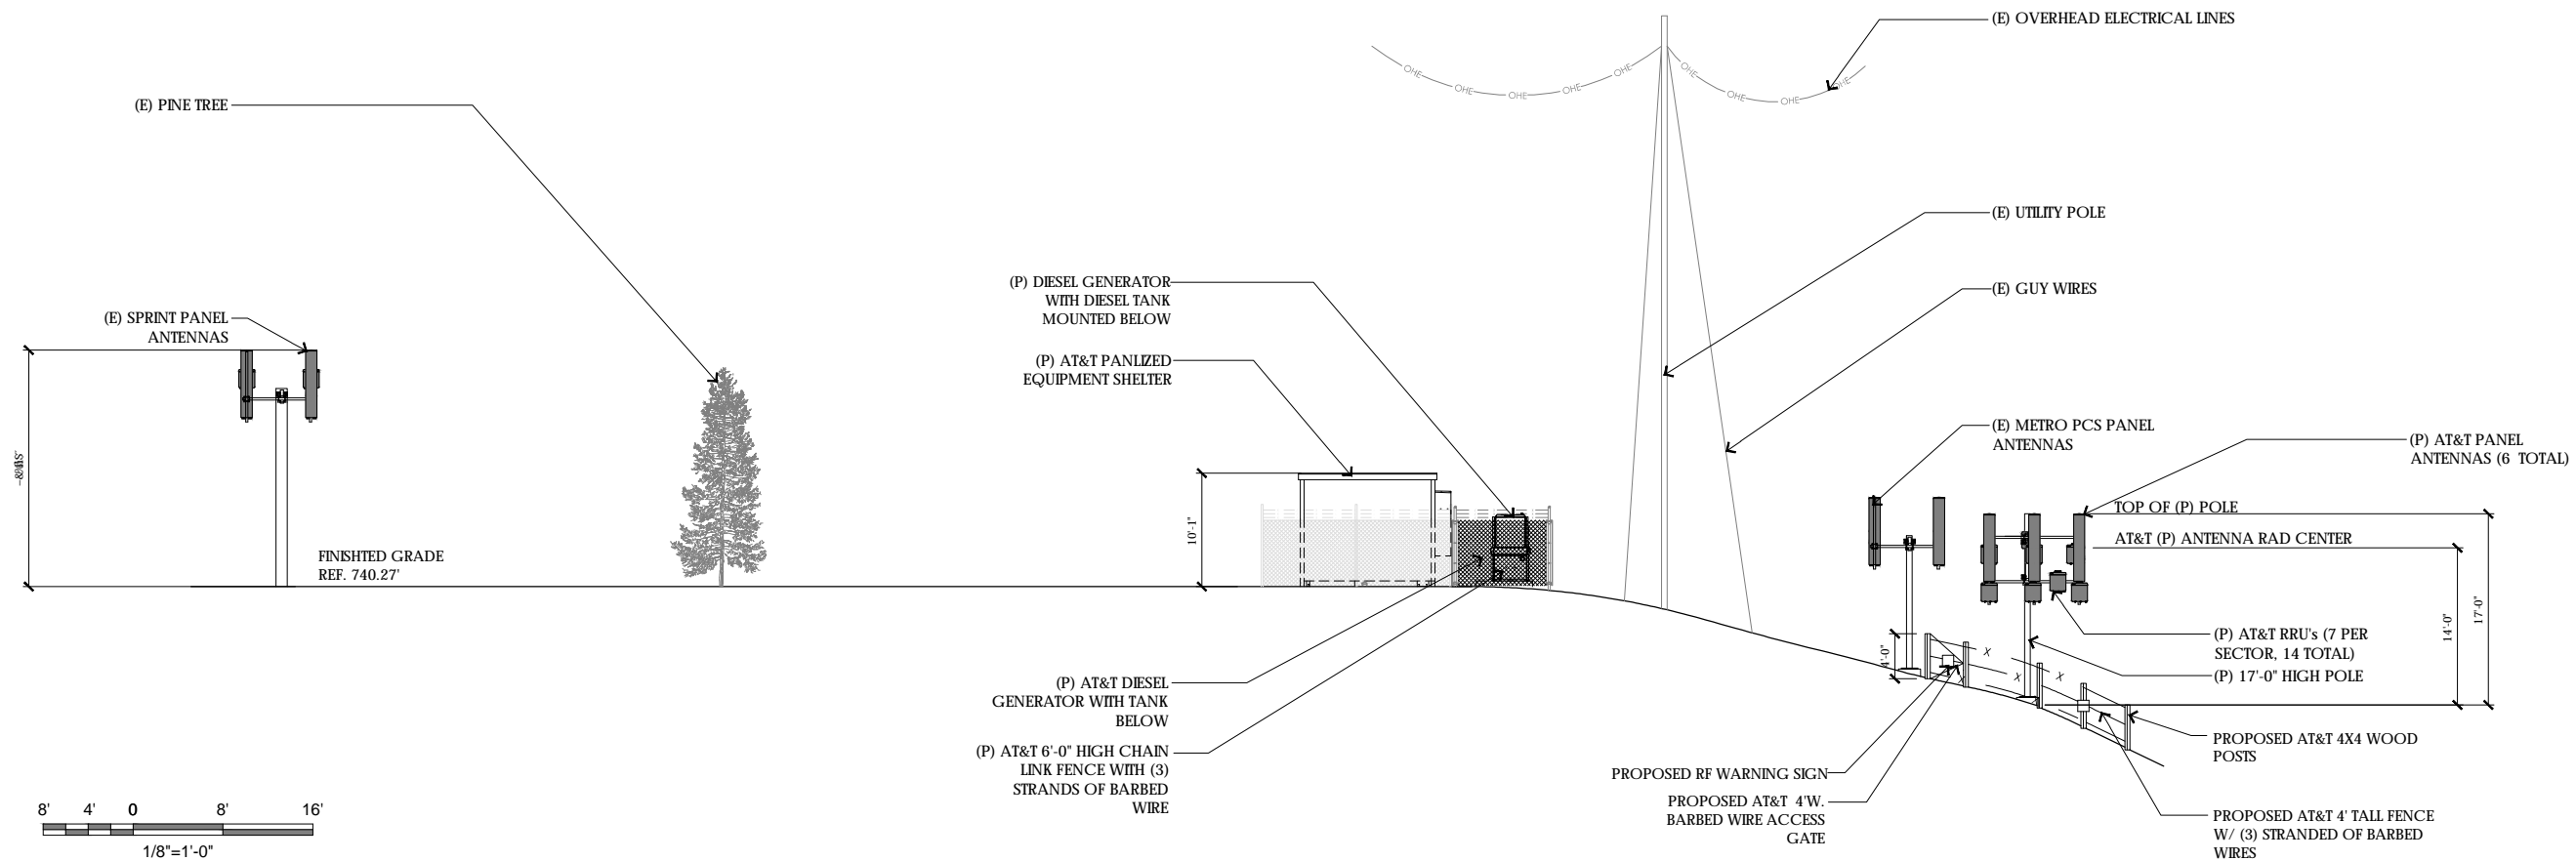 (E) OVERHEAD ELECTRICAL LINES
OHE
OHE
OHE
OHE
OHE
OHE
OHE
OHE
OHE
(E) PINE TREE
(E) UTILITY POLE
(P) DIESEL GENERATOR
WITH DIESEL TANK
MOUNTED BELOW
(E) GUY WIRES
(E) SPRINT PANEL
ANTENNAS
(P) AT&T PANLIZED
EQUIPMENT SHELTER
(E) METRO PCS PANEL
ANTENNAS
(P) AT&T PANEL
ANTENNAS (6 TOTAL)
TOP OF (P) POLE
AT&T (P) ANTENNA RAD CENTER
10'-1"
FINISHTED GRADE
REF. 740.27'
14'-0"
17'-0"
4'-0"
X
X
X
X
(P) AT&T RRU's (7 PER
SECTOR, 14 TOTAL)
(P) 17'-0" HIGH POLE
(P) AT&T DIESEL
GENERATOR WITH TANK
BELOW
(P) AT&T 6'-0" HIGH CHAIN
LINK FENCE WITH (3)
STRANDS OF BARBED
WIRE
PROPOSED AT&T 4X4 WOOD
POSTS
PROPOSED RF WARNING SIGN
PROPOSED AT&T 4'W.
BARBED WIRE ACCESS
GATE
PROPOSED AT&T 4' TALL FENCE
W/ (3) STRANDED OF BARBED
WIRES
8' 4' 0 8' 16'
1/8"=1'-0"